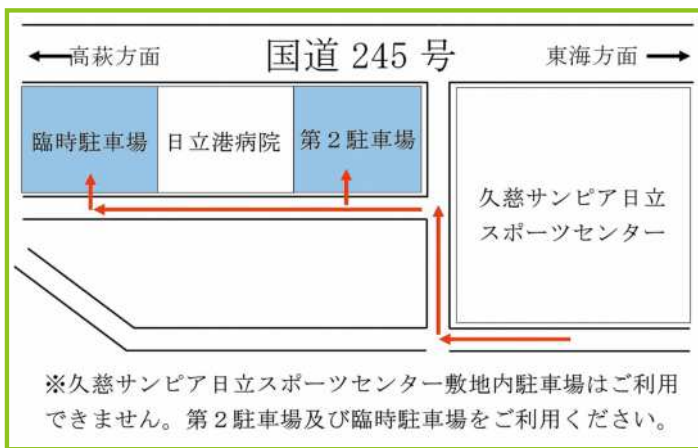 高萩方面
国道 245 号
東海方面
臨時駐車場
日立港病院
第２駐車場
久慈サンピア日立
スポーツセンター
※久慈サンピア日立スポーツセンター敷地内駐車場はご利用
できません。第２駐車場及び臨時駐車場をご利用ください。